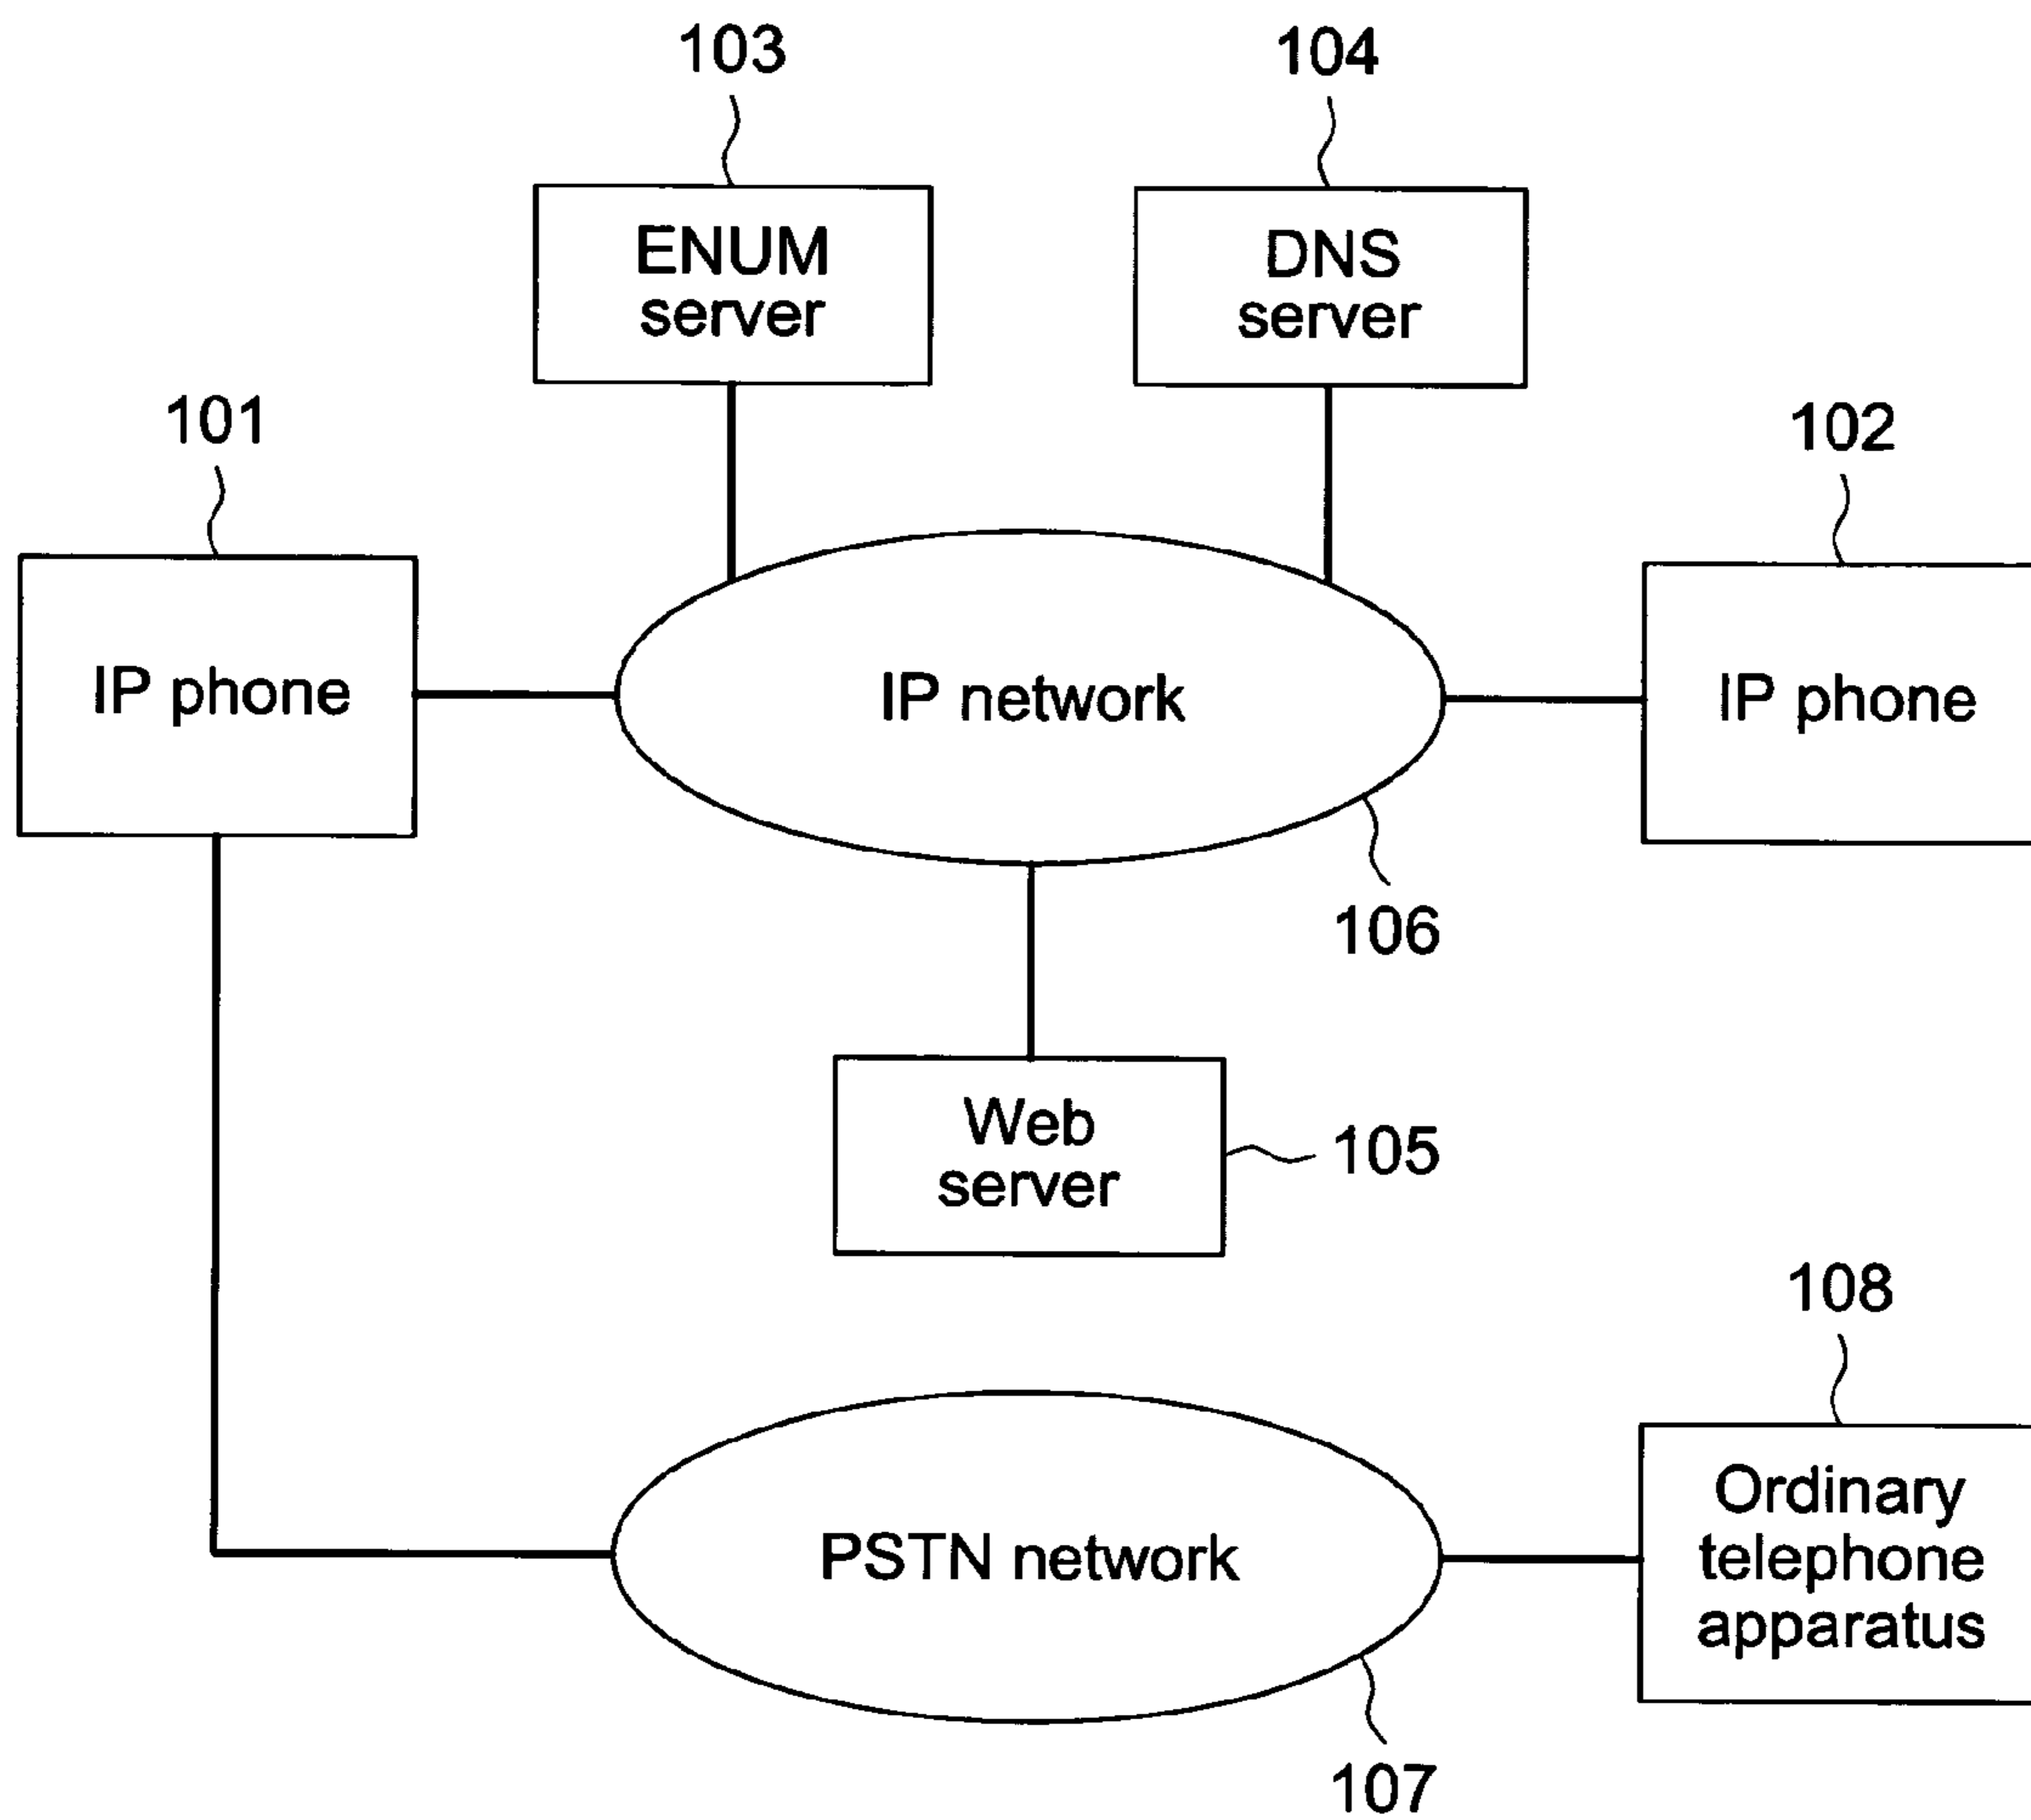 103
104
ENUM
server
DNS
server
101
102
IP phone
IP network
IP phone
106
Web
server
105
108
PSTN network
Ordinary
telephone
apparatus
107